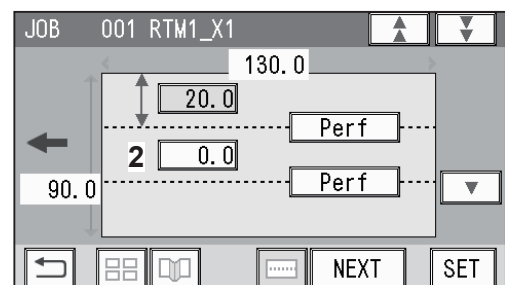 JOB 001 RTM1_X1
130.0
20.0
Perf
2 0.0
Perf
90.0
NEXT SET